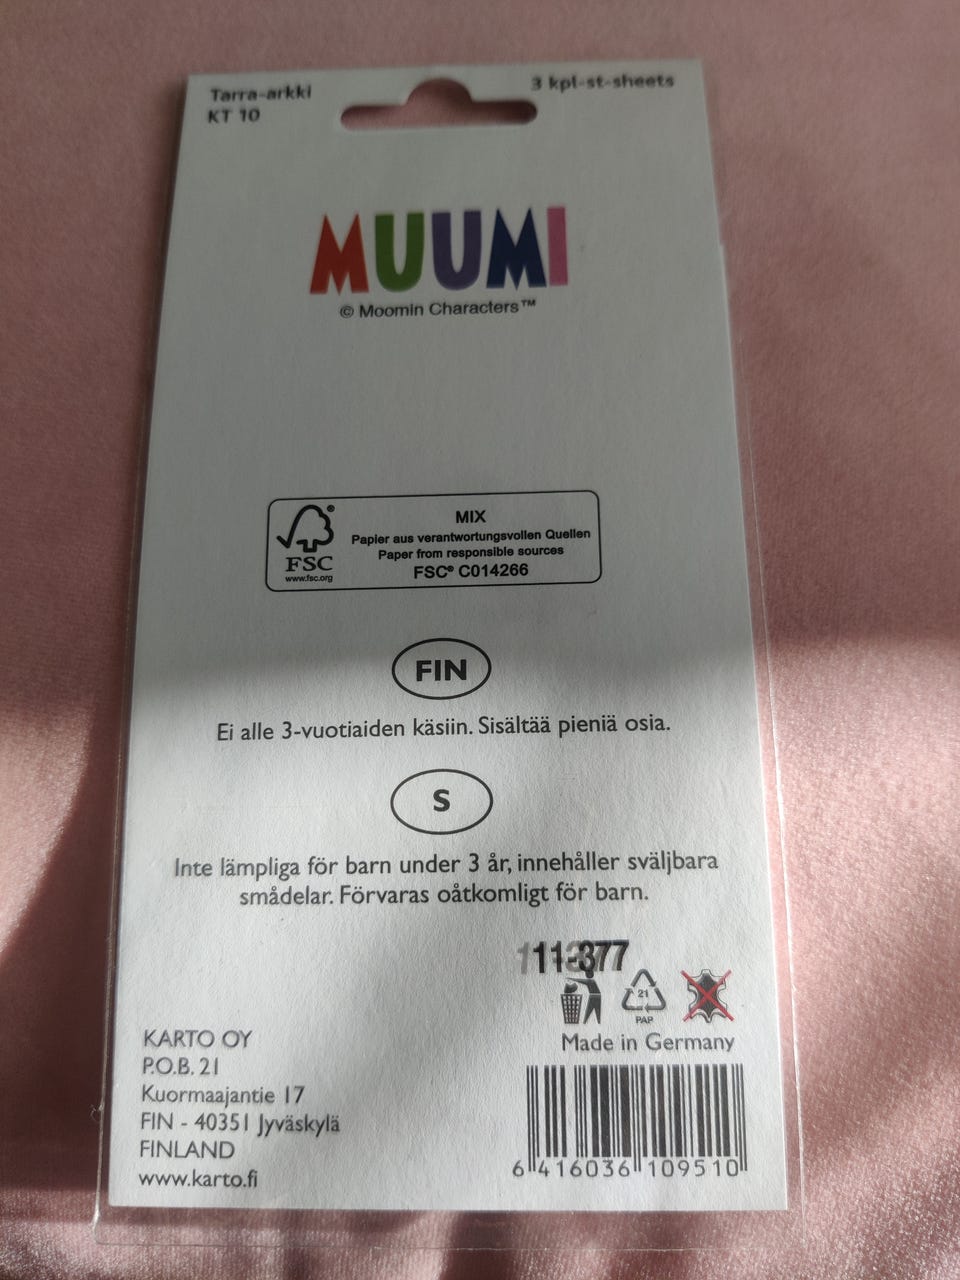 Tarra-arkki
KT 10
3 kpl-st-sheets
MUUMI
© Moomin Characters™
FSC®
www.fsc.org
MIX
Papier aus verantwortungsvollen Quellen
Paper from responsible sources
FSC® C014266
FIN
Ei alle 3-vuotiaiden käsiin. Sisältää pieniä osia.
S
Inte lämpliga för barn under 3 år, innehåller sväljbara
smådelar. Förvaras oåtkomligt för barn.
11-377
21
PAP
Made in Germany
KARTO OY
P.O.B. 21
Kuormaajantie 17
FIN - 40351 Jyväskylä
FINLAND
www.karto.fi
6 416036 109510